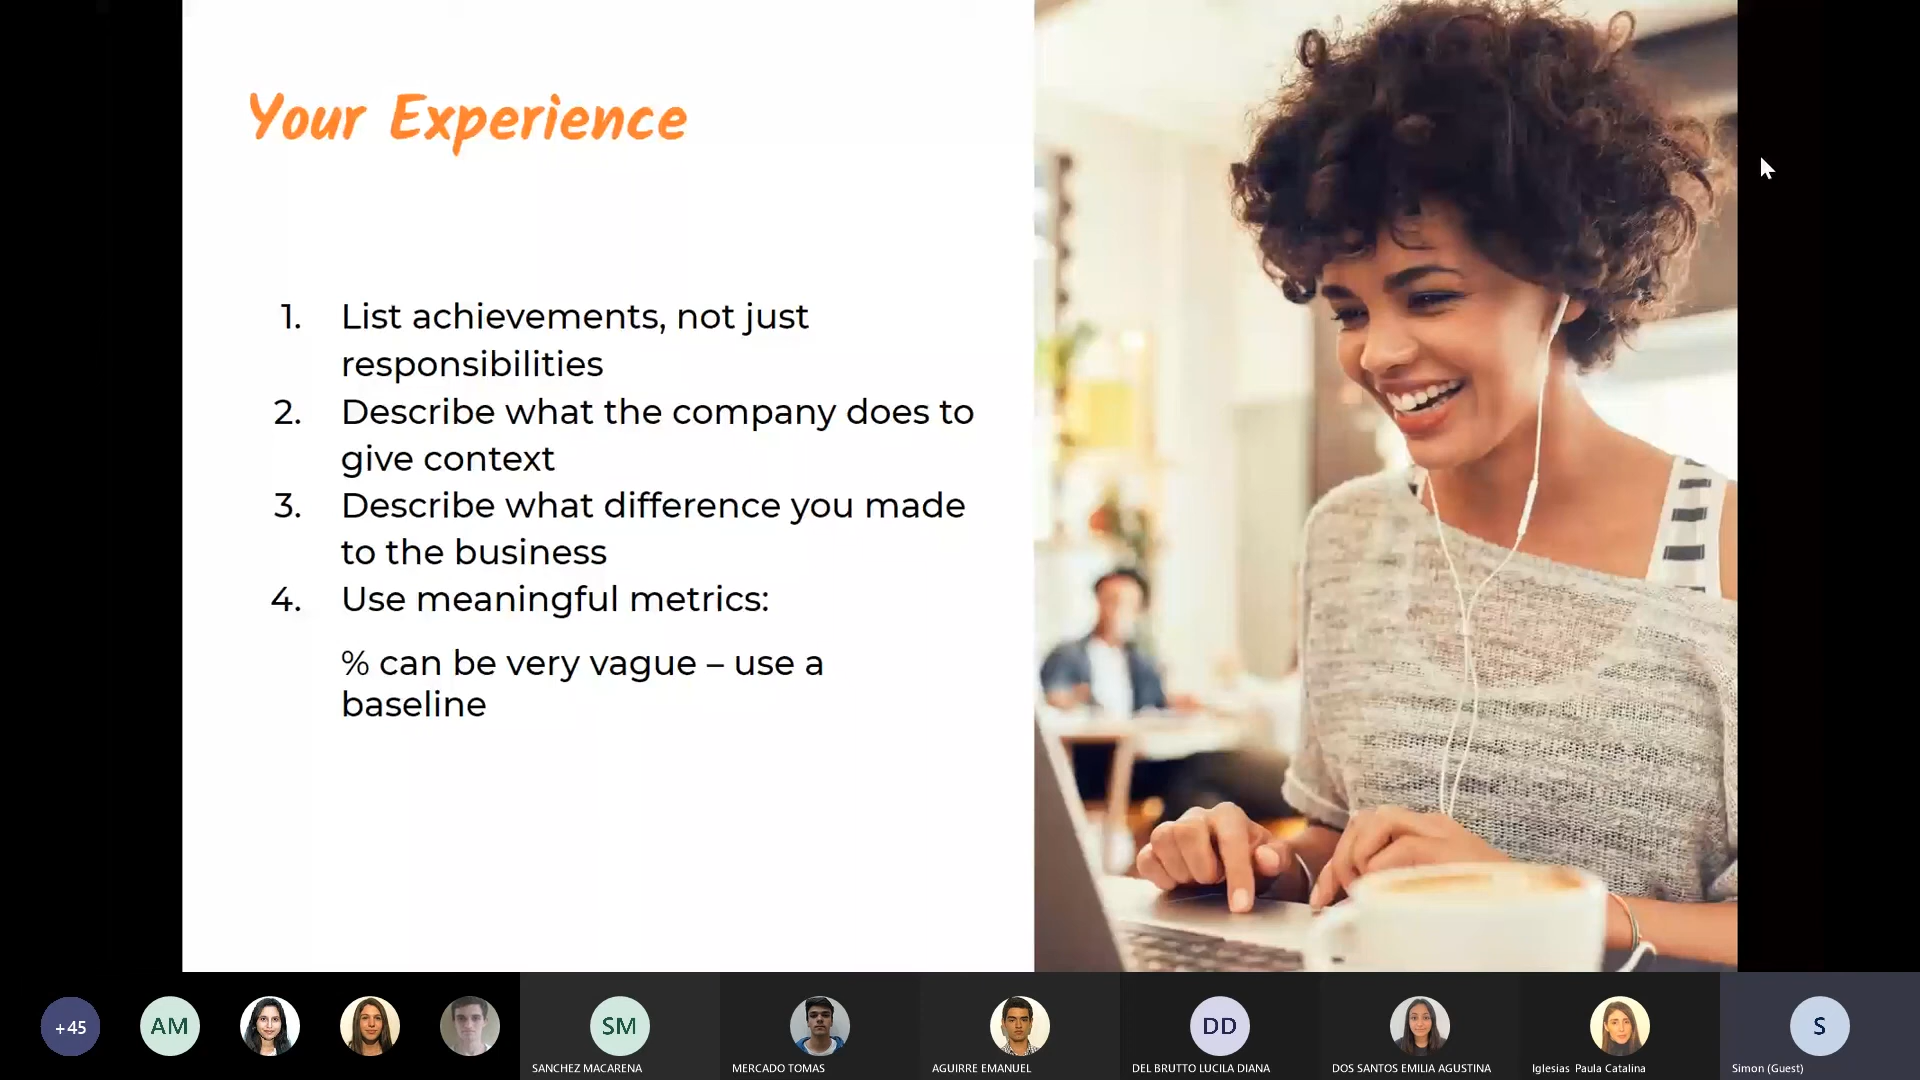 Your Experience
1. List achievements, not just
responsibilities
2. Describe what the company does to
give context
3. Describe what difference you made
to the business
4. Use meaningful metrics:
% can be very vague – use a
baseline
+45
AM
SM
DD
S
SANCHEZ MACARENA
MERCADO TOMAS
AGUIRRE EMANUEL
DEL BRUTTO LUCILA DIANA
DOS SANTOS EMILIA AGUSTINA
Iglesias Paula Catalina
Simon (Guest)